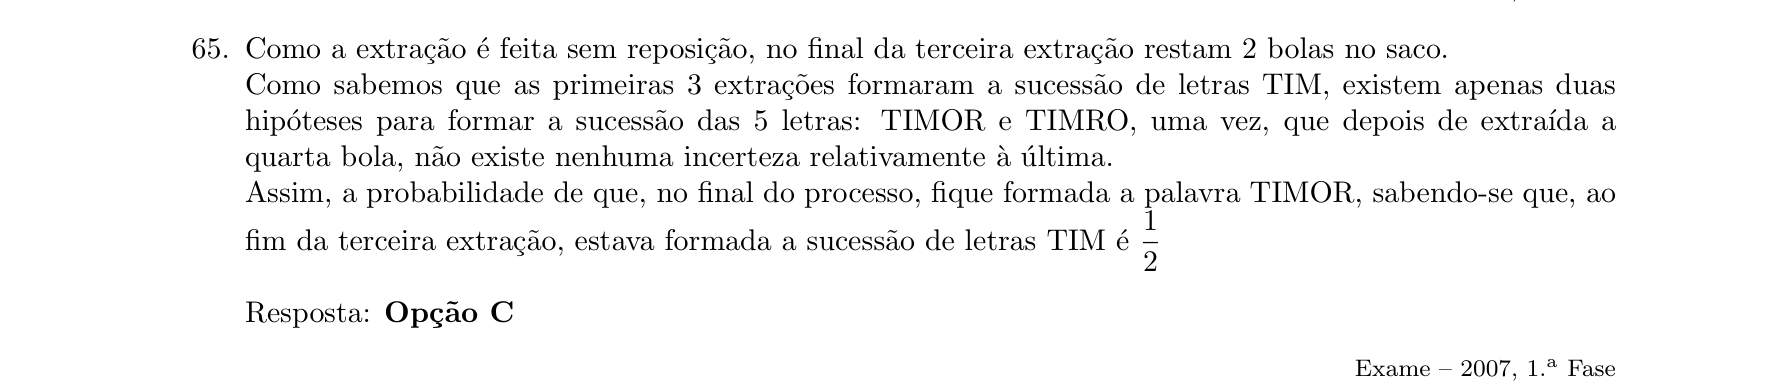 65. Como a extração é feita sem reposição, no final da terceira extração restam 2 bolas no saco.
Como sabemos que as primeiras 3 extrações formaram a sucessão de letras TIM, existem apenas duas
hipóteses para formar a sucessão das 5 letras: TIMOR e TIMRO, uma vez, que depois de extraída a
quarta bola, não existe nenhuma incerteza relativamente à última.
Assim, a probabilidade de que, no final do processo, fique formada a palavra TIMOR, sabendo-se que, ao
fim da terceira extração, estava formada a sucessão de letras TIM é 1/2
Resposta: Opção C
Exame – 2007, 1.ª Fase